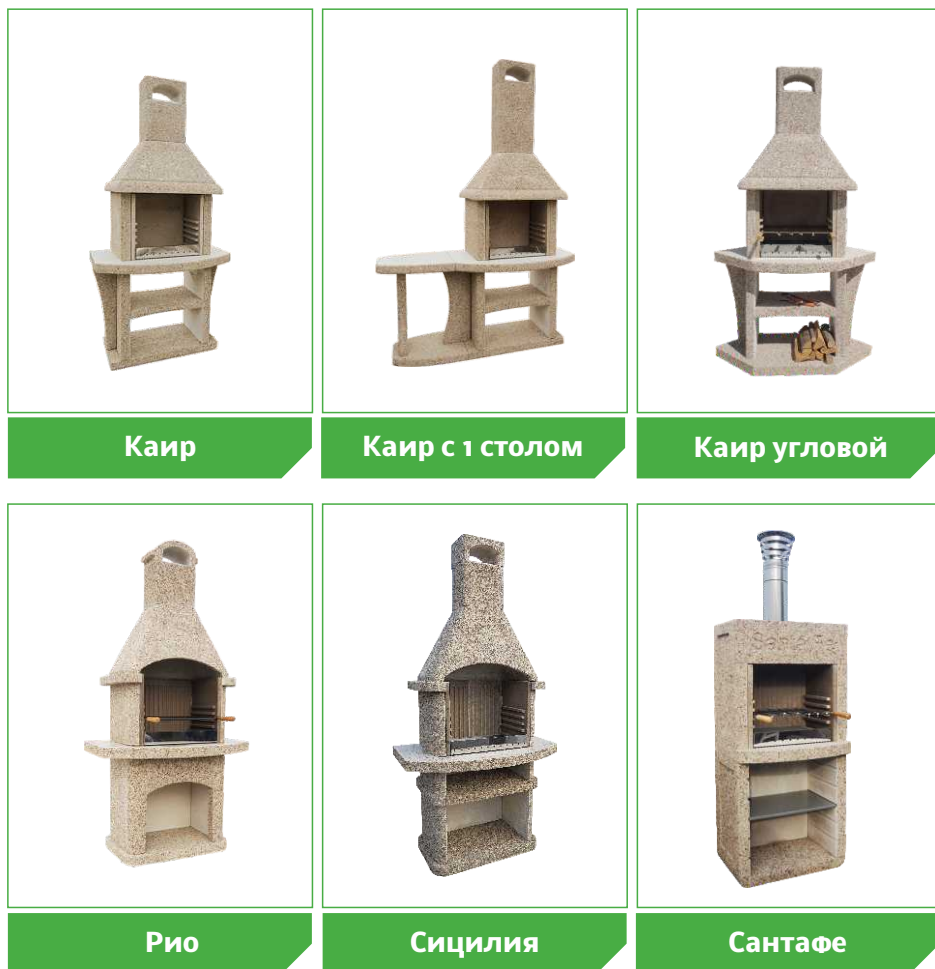 Каир
Каир с 1 столом
Каир угловой
Рио
Сицилия
Сантафе